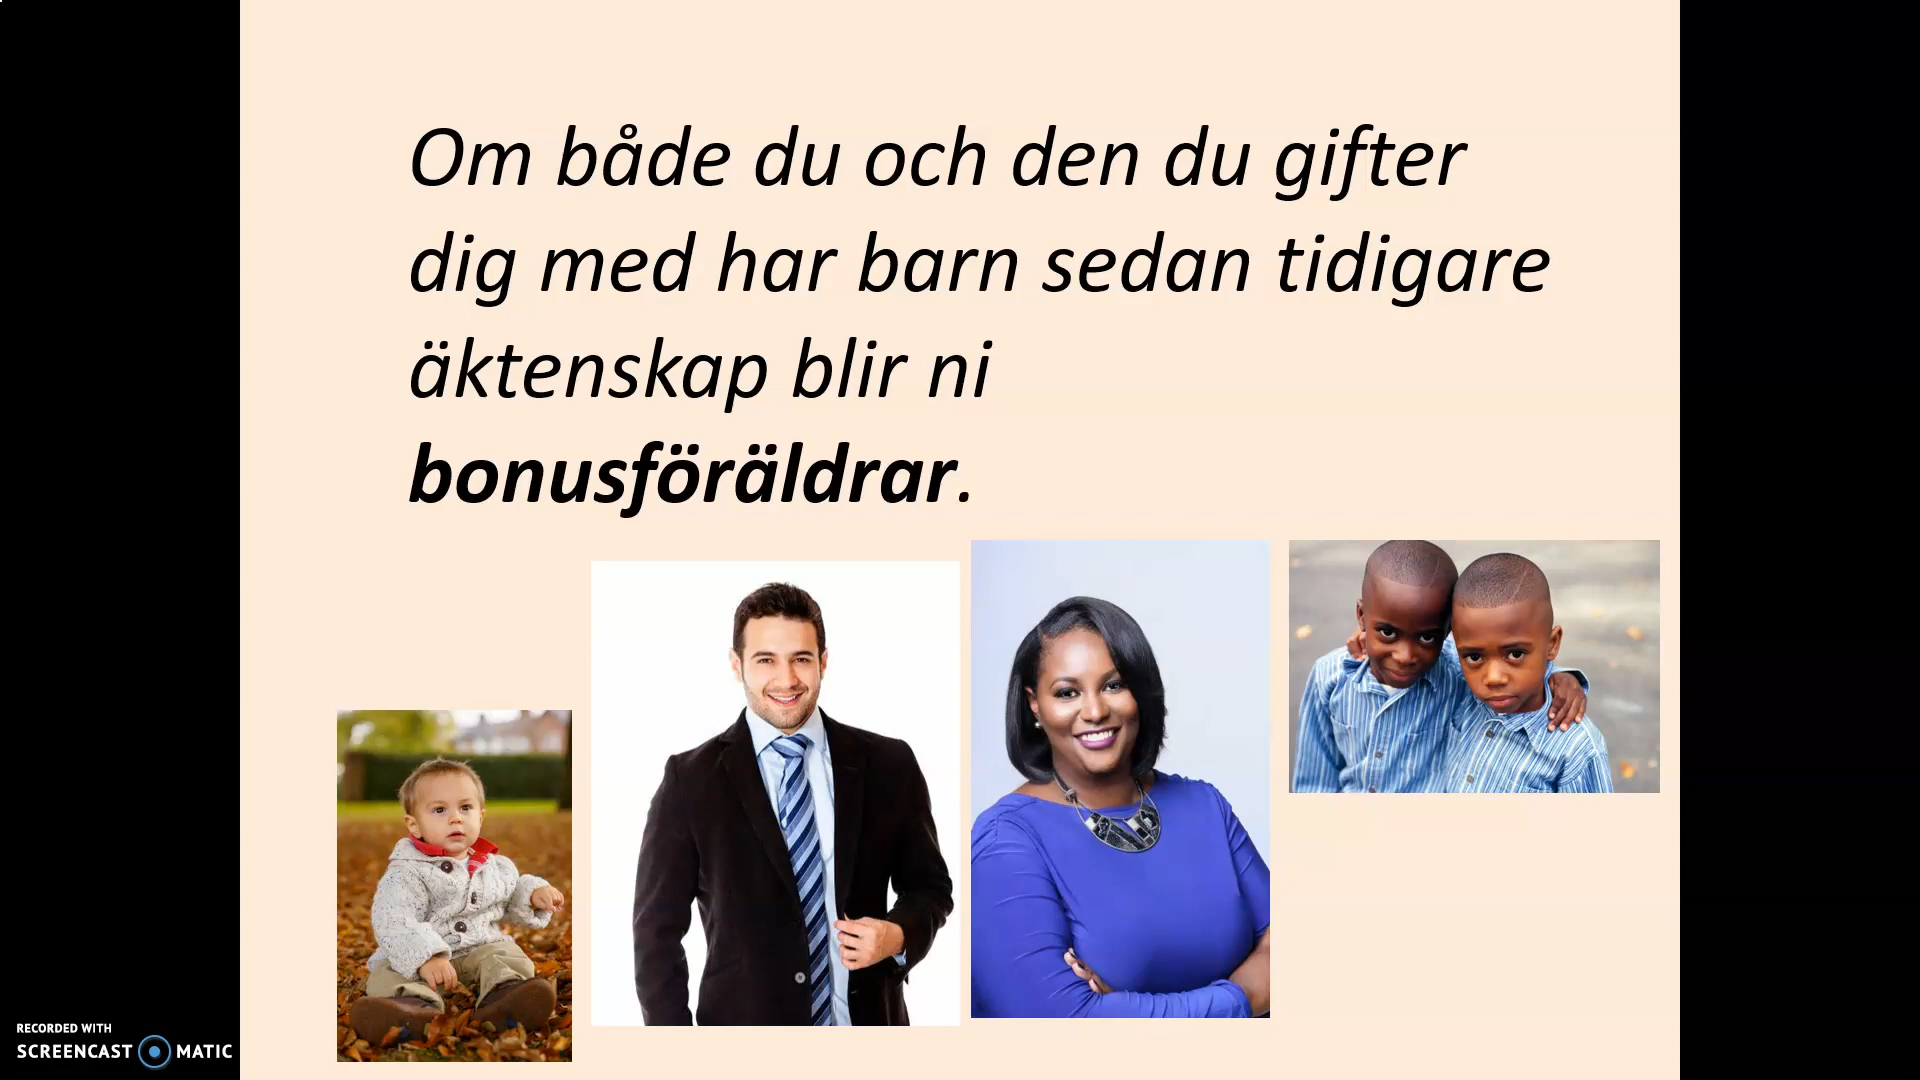 Om både du och den du gifter
dig med har barn sedan tidigare
äktenskap blir ni
bonusföräldrar.
RECORDED WITH
SCREENCAST MATIC